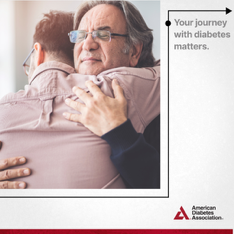 Your journey
with diabetes
matters.
American
Diabetes
Association.